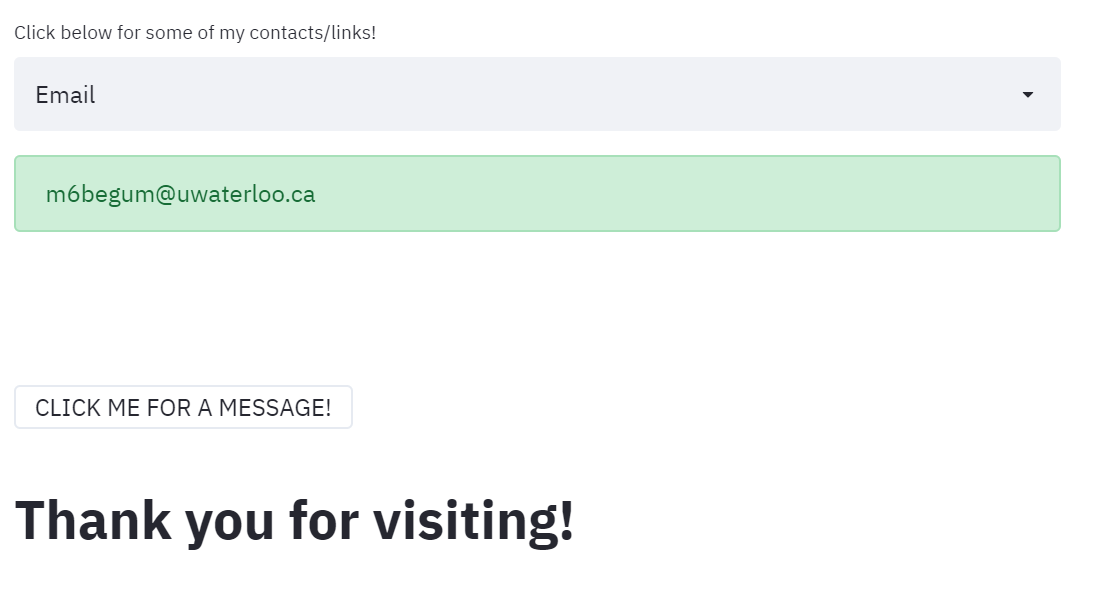 Click below for some of my contacts/links!
Email
m6begum@uwaterloo.ca
CLICK ME FOR A MESSAGE!
Thank you for visiting!